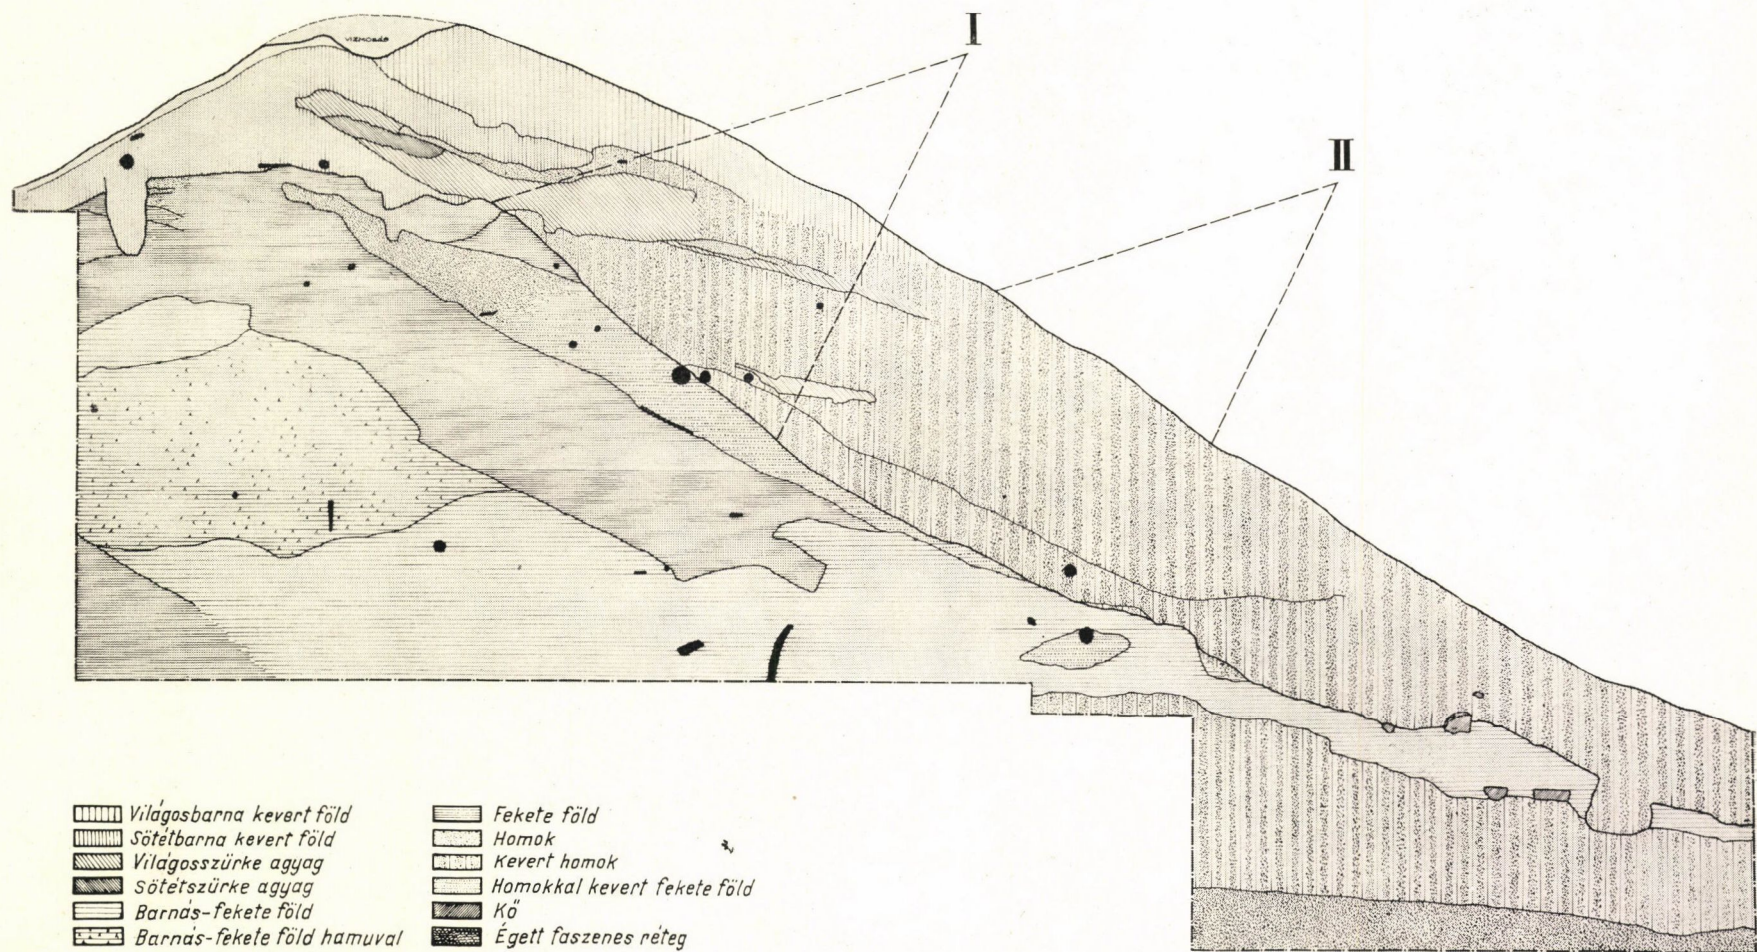 I
VIZMOSÁS
II
Világosbarna kevert föld
Sötétbarna kevert föld
Világosszürke agyag
Sötétszürke agyag
Barnás-fekete föld
Barnás-fekete föld hamuval
Fekete föld
Homok
Kevert homok
Homokkal kevert fekete föld
Kő
Égett faszenes réteg